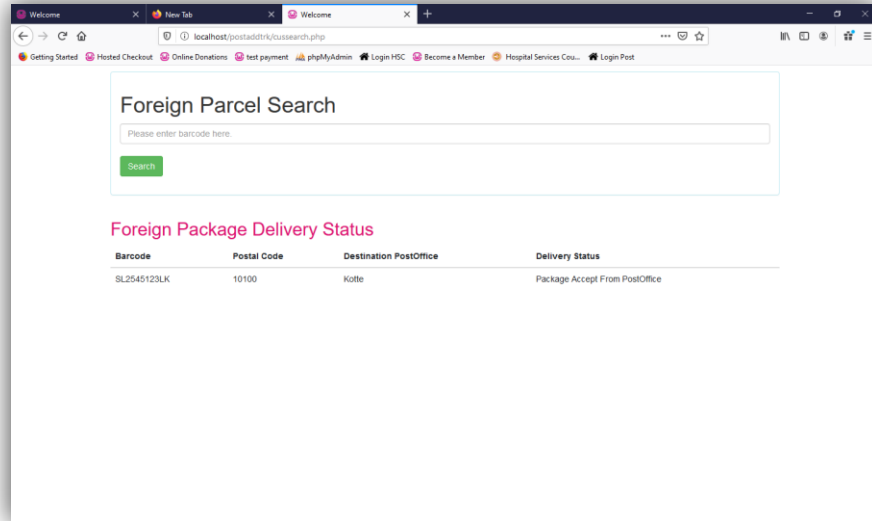 Welcome
New Tab
Welcome
localhost/postaddtrk/cussearch.php
Getting Started Hosted Checkout Online Donations test payment phpMyAdmin Login HSC Become a Member Hospital Services Cou... Login Post
Foreign Parcel Search
Please enter barcode here.
Search
Foreign Package Delivery Status
Barcode Postal Code Destination PostOffice Delivery Status
SL2545123LK 10100 Kotte Package Accept From PostOffice